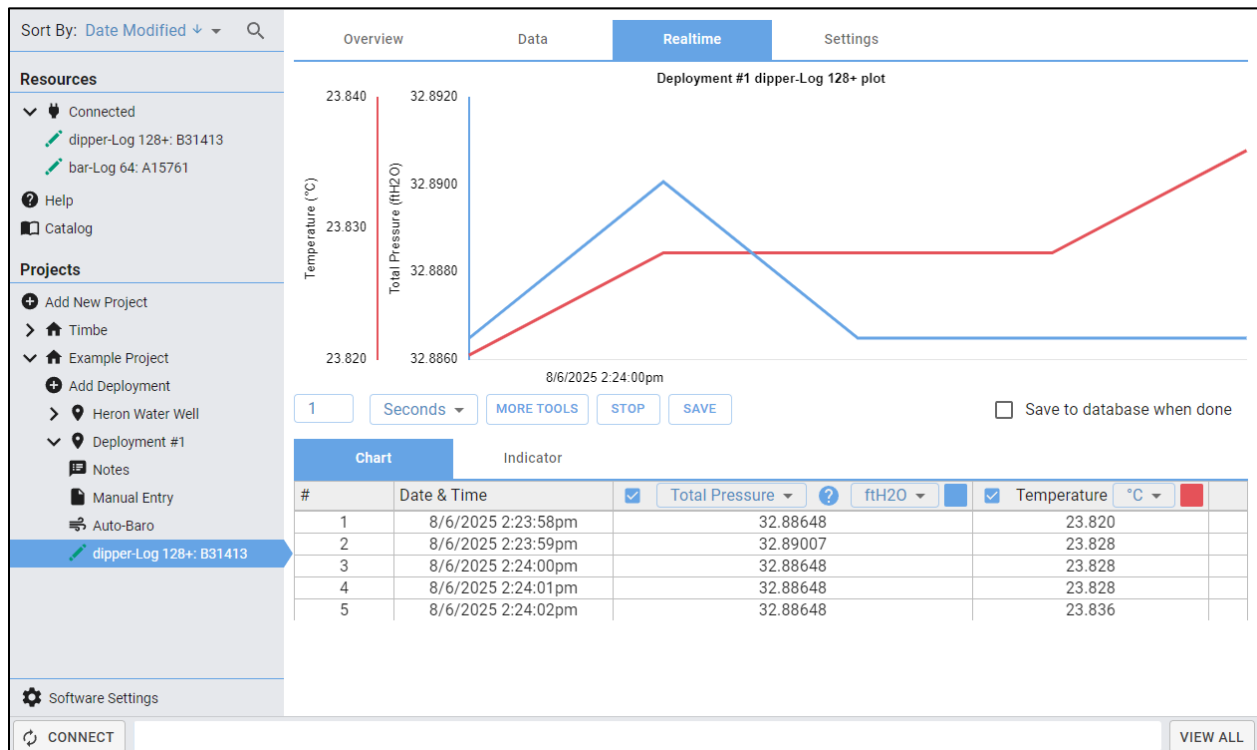 Sort By: Date Modified
Resources
Connected
dipper-Log 128+: B31413
bar-Log 64: A15761
Help
Catalog
Projects
Add New Project
Timbe
Example Project
Add Deployment
Heron Water Well
Deployment #1
Notes
Manual Entry
Auto-Baro
dipper-Log 128+: B31413
Software Settings
CONNECT
Overview Data Realtime Settings
Deployment #1 dipper-Log 128+ plot
23.840 32.8920
32.8900
23.830
32.8880
23.820 32.8860
Temperature (°C)
Total Pressure (ftH2O)
8/6/2025 2:24:00pm
1 Seconds MORE TOOLS STOP SAVE Save to database when done
Chart Indicator
# Date & Time Total Pressure ? ftH2O Temperature °C
1 8/6/2025 2:23:58pm 32.88648 23.820
2 8/6/2025 2:23:59pm 32.89007 23.828
3 8/6/2025 2:24:00pm 32.88648 23.828
4 8/6/2025 2:24:01pm 32.88648 23.828
5 8/6/2025 2:24:02pm 32.88648 23.836
VIEW ALL